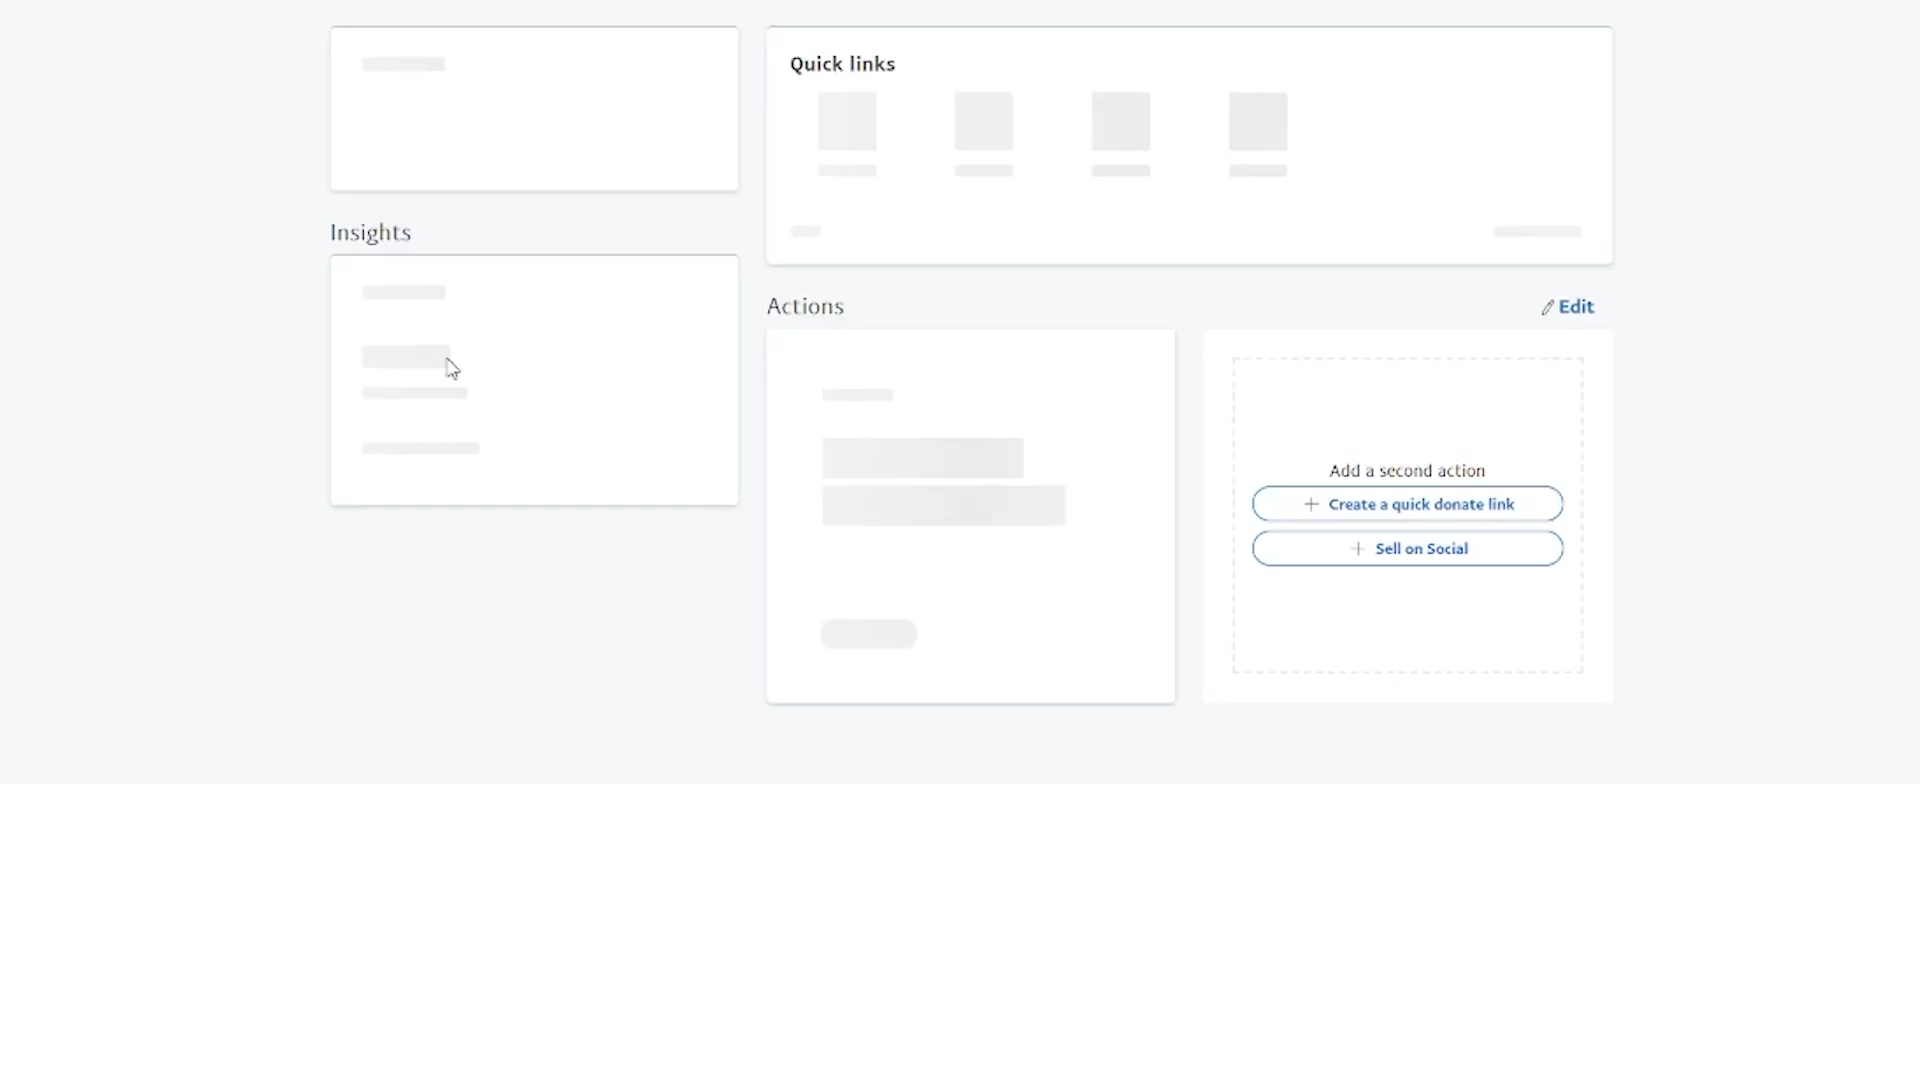 Quick links
Insights
Actions
Edit
Add a second action
Create a quick donate link
Sell on Social